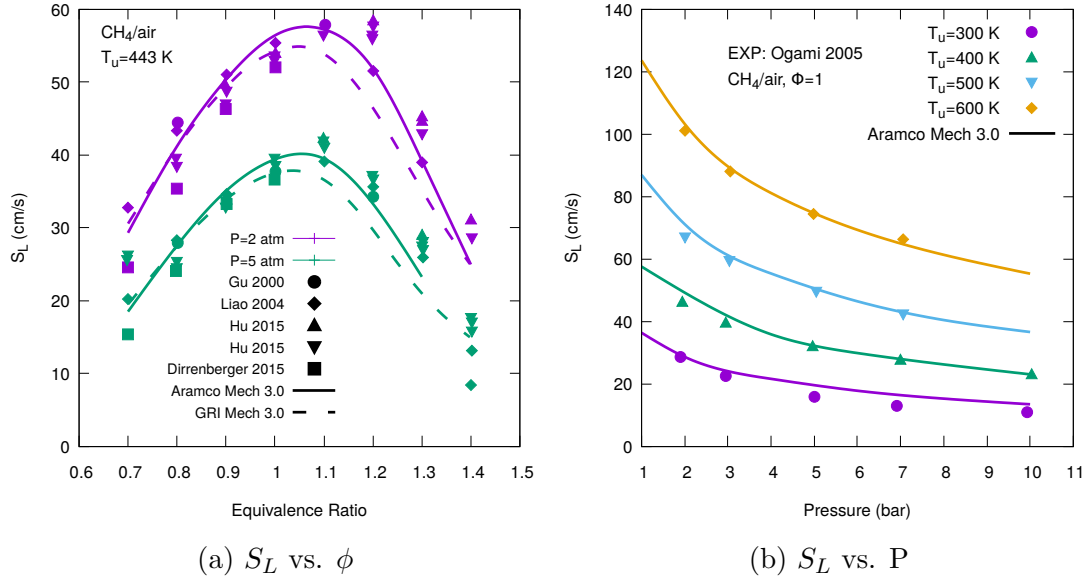 CH4/air
Tu=443 K
P=2 atm
P=5 atm
Gu 2000
Liao 2004
Hu 2015
Hu 2015
Dirrenberger 2015
Aramco Mech 3.0
GRI Mech 3.0
SL (cm/s)
60
50
40
30
20
10
0
0.6 0.7 0.8 0.9 1 1.1 1.2 1.3 1.4 1.5
Equivalence Ratio
(a) SL vs. ϕ
EXP: Ogami 2005
CH4/air, Φ=1
Tu=300 K
Tu=400 K
Tu=500 K
Tu=600 K
Aramco Mech 3.0
SL (cm/s)
140
120
100
80
60
40
20
0
1 2 3 4 5 6 7 8 9 10 11
Pressure (bar)
(b) SL vs. P